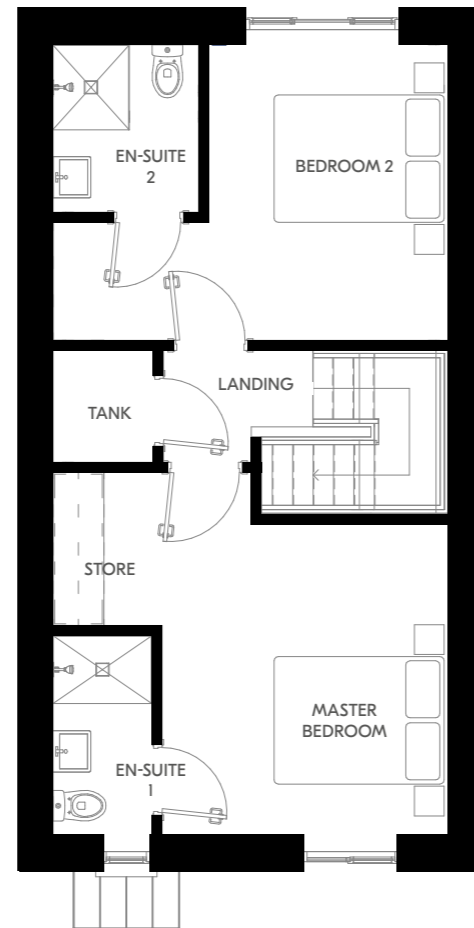 EN-SUITE
2
BEDROOM 2
LANDING
TANK
STORE
MASTER
BEDROOM
EN-SUITE
1